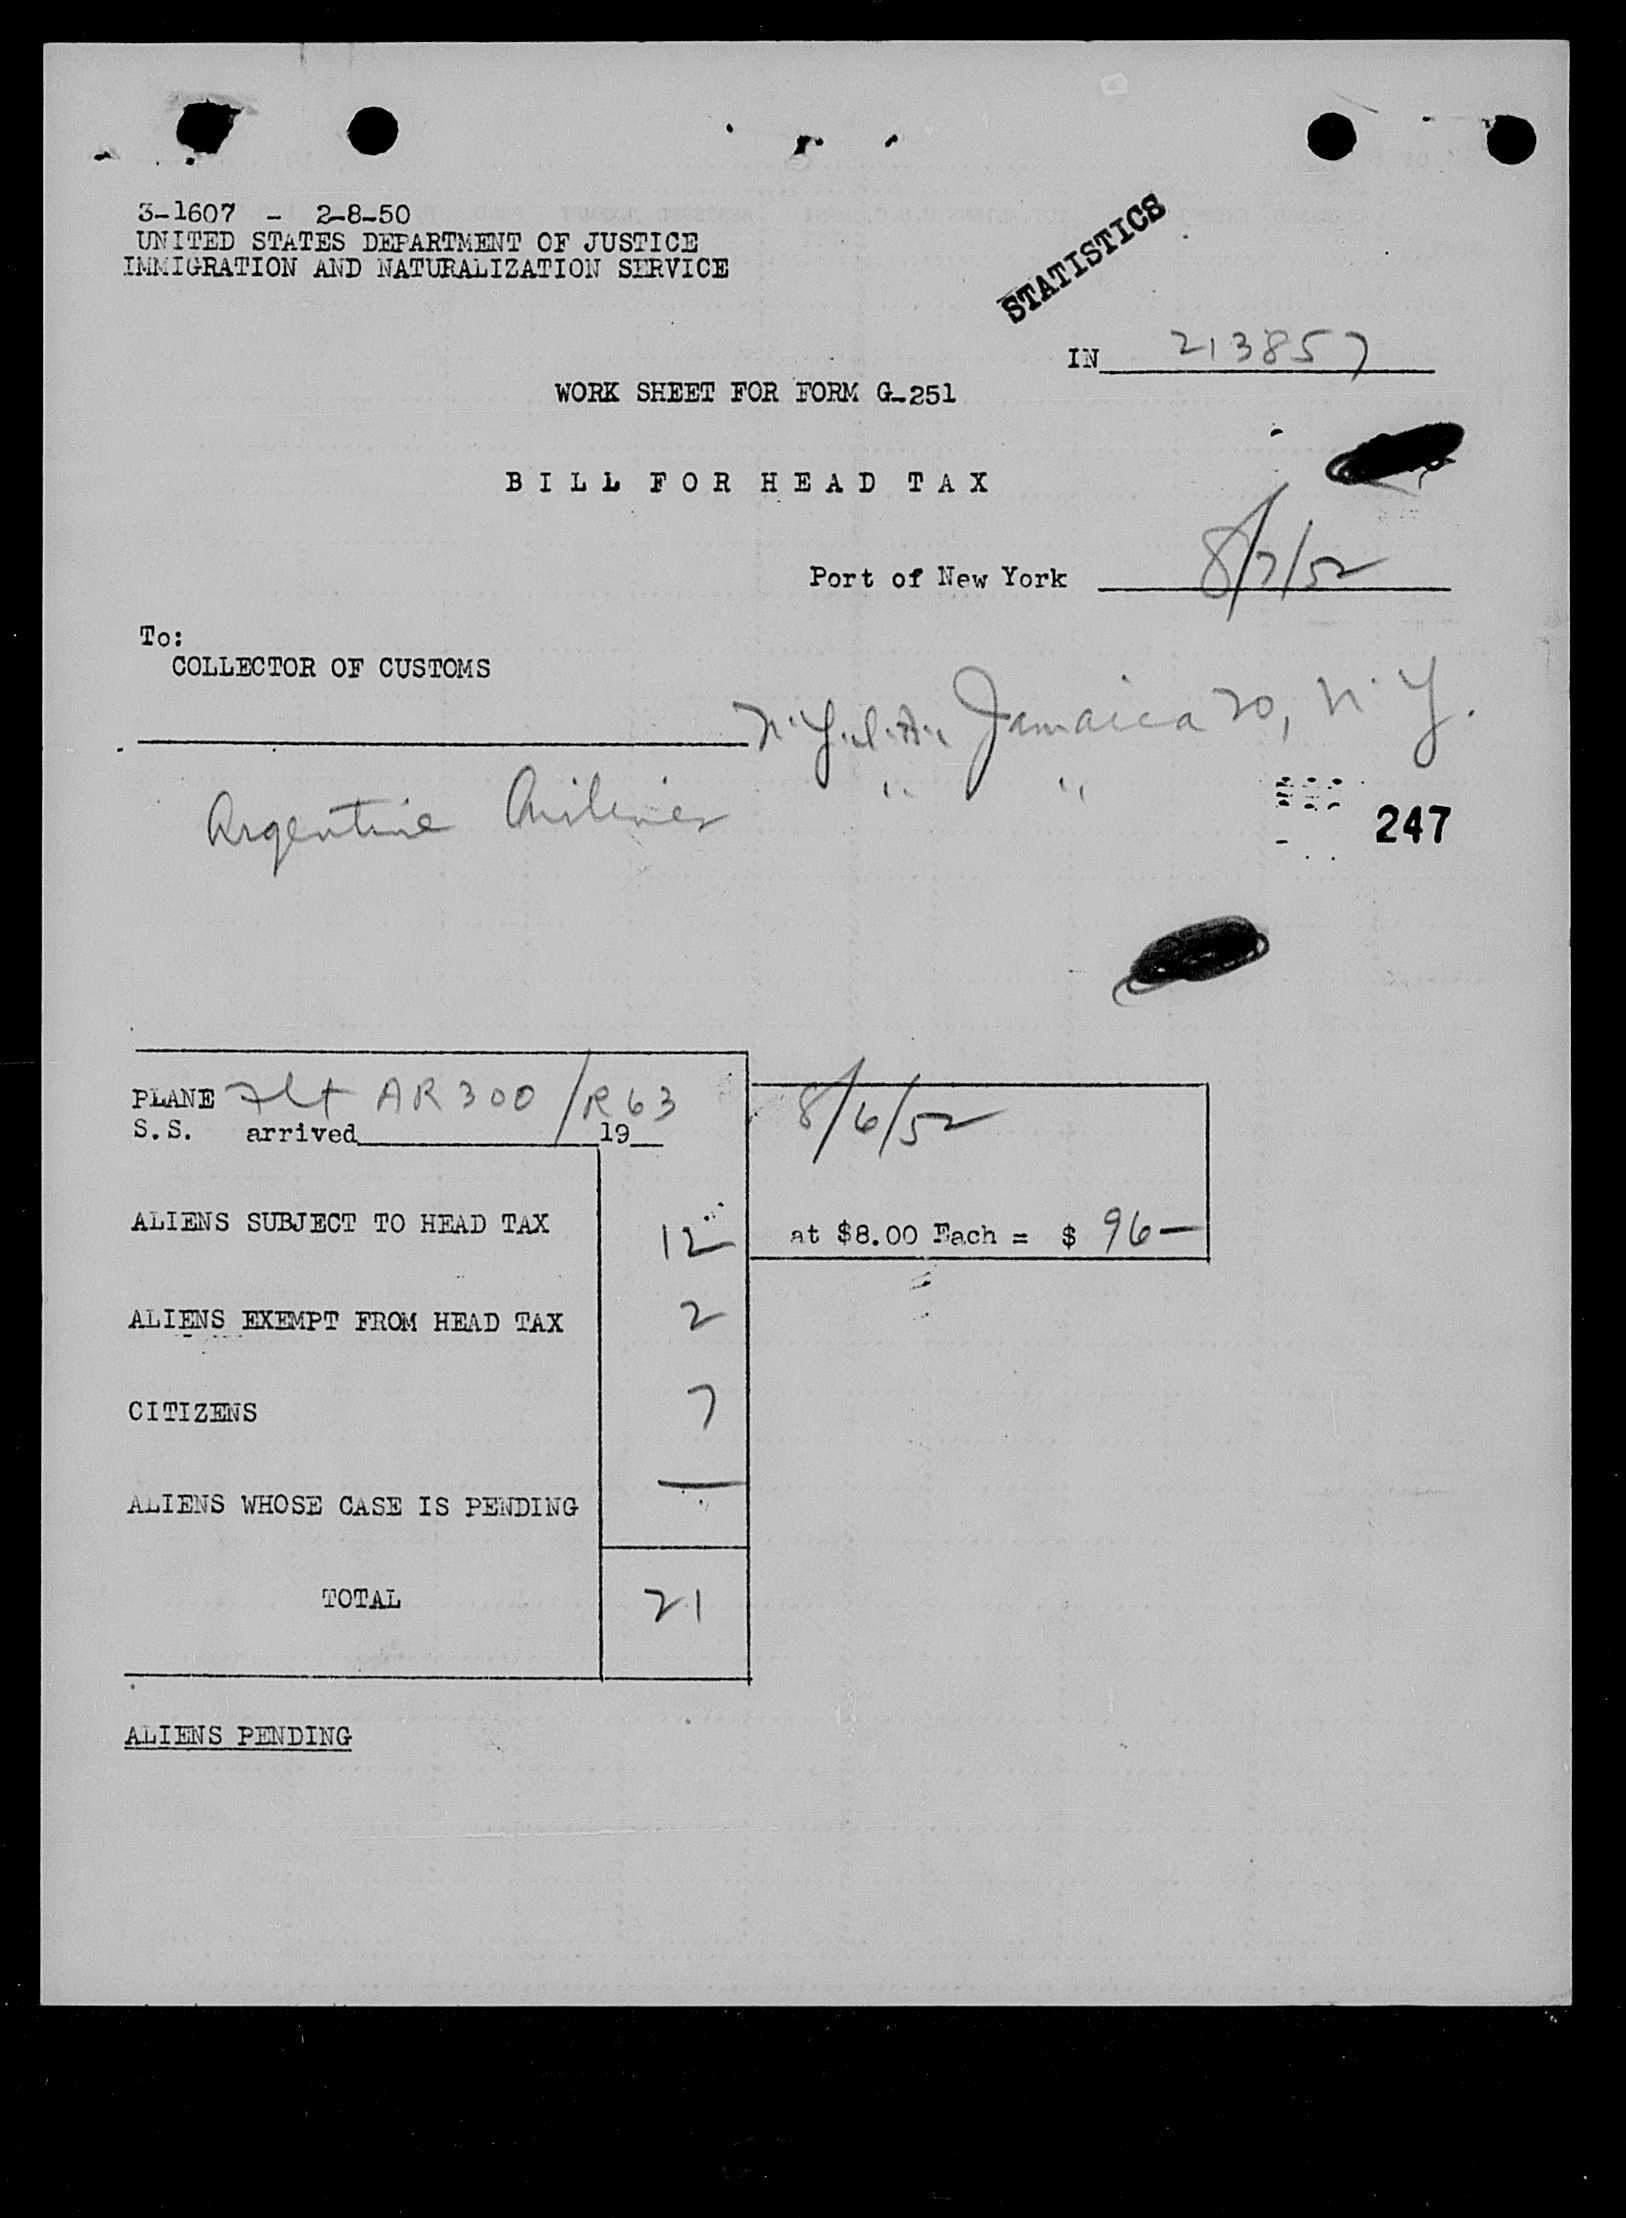 3-1607 - 2-8-50
UNITED STATES DEPARTMENT OF JUSTICE
IMMIGRATION AND NATURALIZATION SERVICE
STATISTICS
IN 213857
WORK SHEET FOR FORM G-251
BILL FOR HEAD TAX
Port of New York 8/7/52
To:
COLLECTOR OF CUSTOMS
N.Y.I.A., Jamaica 20, N.Y.
Argentine Airlines " "
247
PLANE Flt AR300/R63 8/6/52
S.S. arrived 19
ALIENS SUBJECT TO HEAD TAX 12 at $8.00 Each = $ 96—
ALIENS EXEMPT FROM HEAD TAX 2
CITIZENS 7
ALIENS WHOSE CASE IS PENDING —
TOTAL 21
ALIENS PENDING